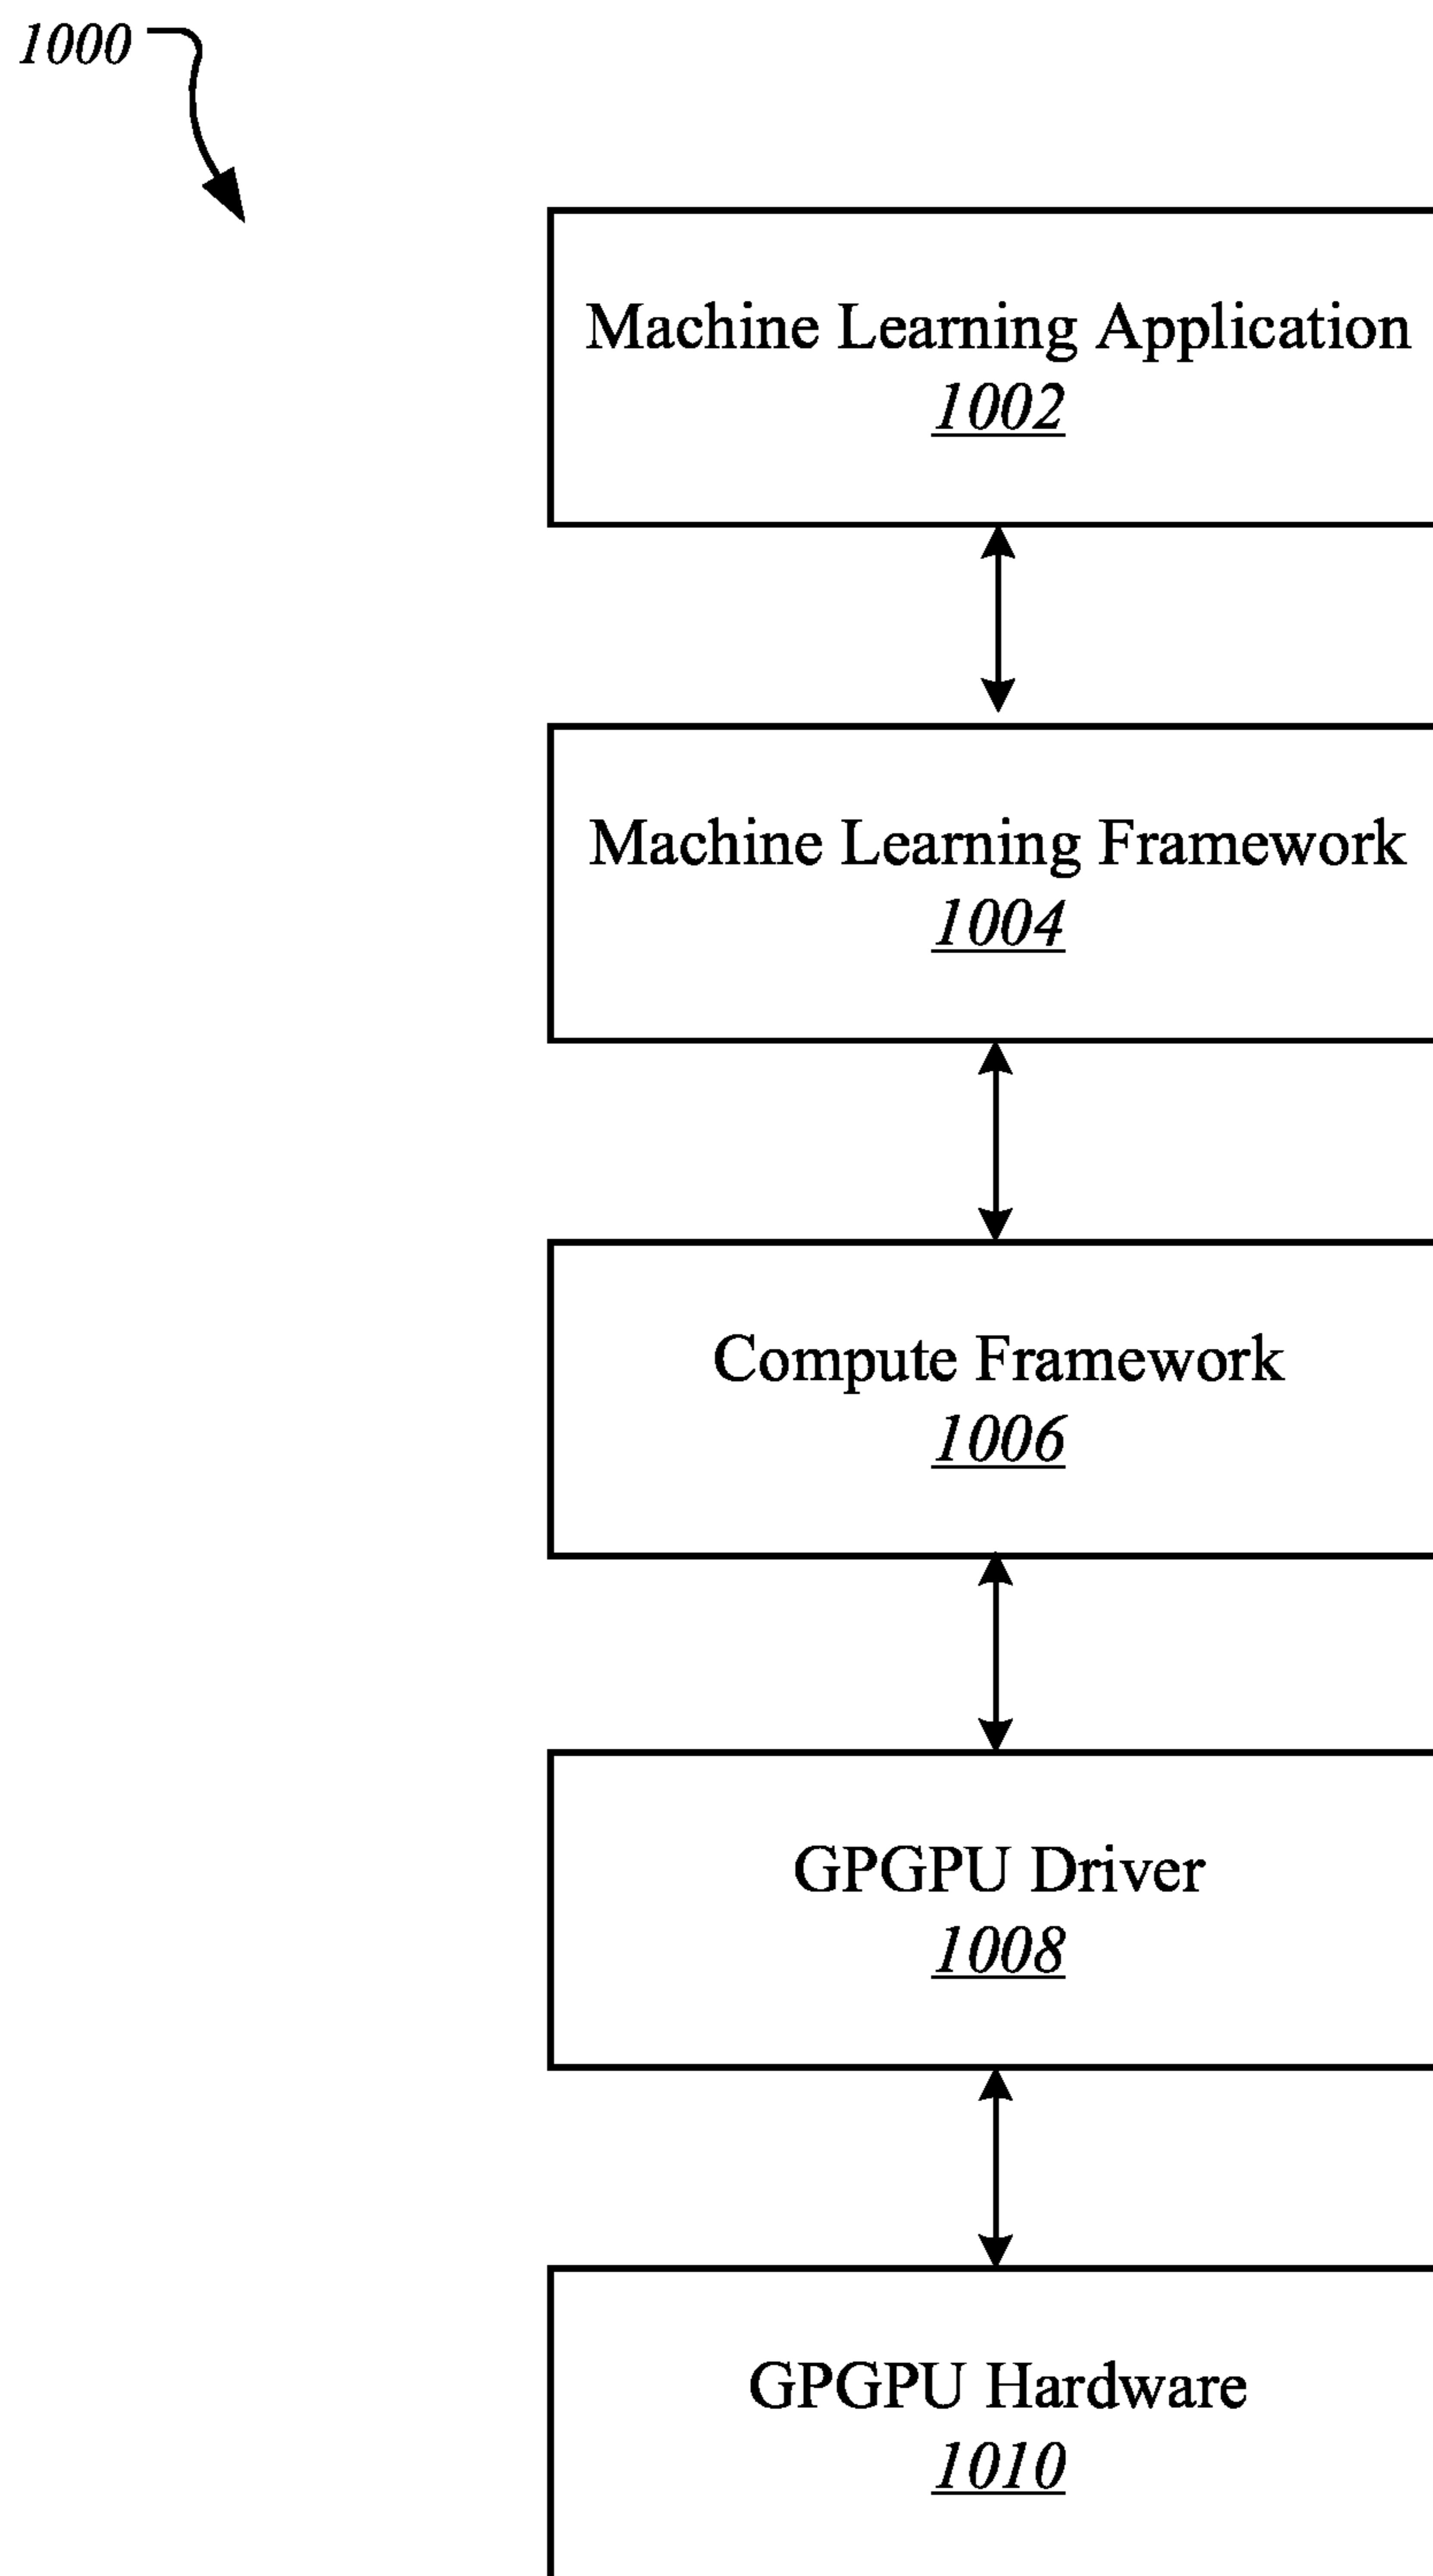 1000
Machine Learning Application
1002
Machine Learning Framework
1004
Compute Framework
1006
GPGPU Driver
1008
GPGPU Hardware
1010